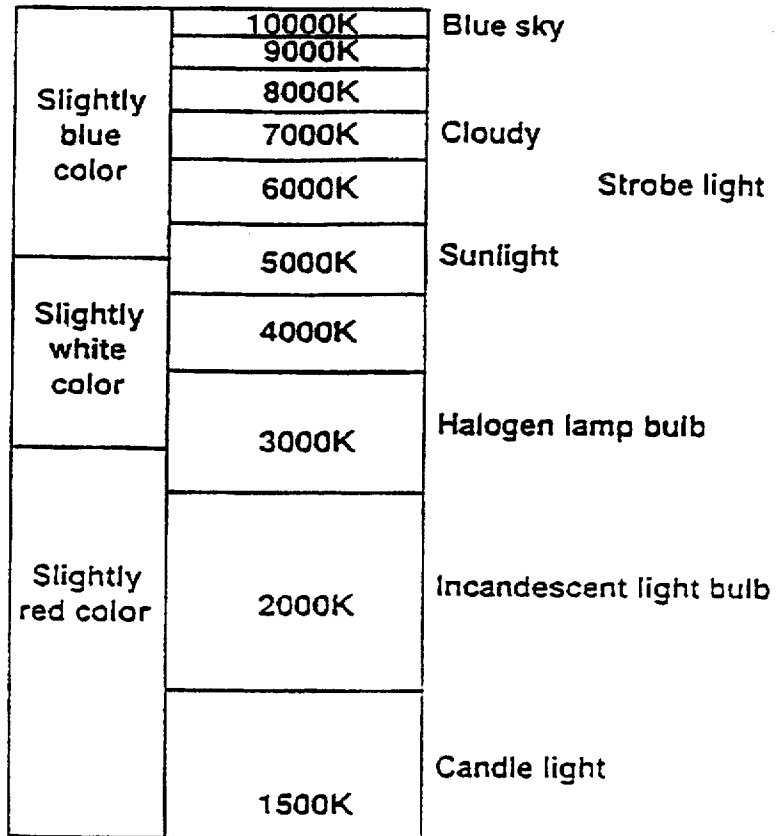 10000K Blue sky
9000K
8000K
Slightly
blue
color
7000K Cloudy
6000K Strobe light
5000K Sunlight
Slightly
white
color
4000K
3000K Halogen lamp bulb
Slightly
red color
2000K Incandescent light bulb
Candle light
1500K